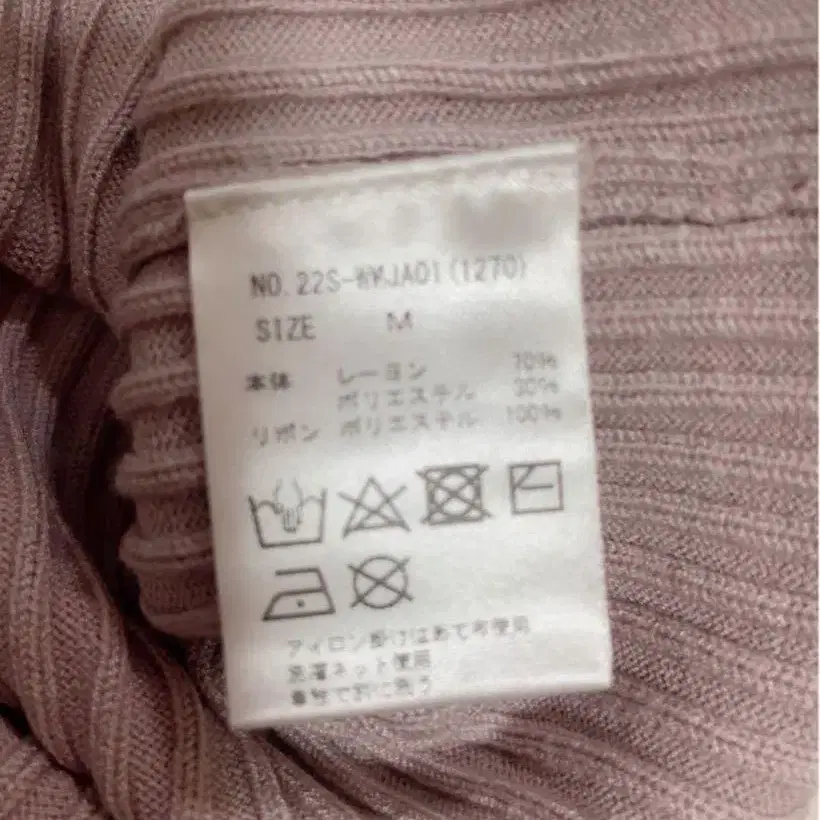 NO.22S-WKJA01(1270)
SIZE M
本体 レーヨン 70%
ポリエステル 30%
リボン ポリエステル 100%
アイロン掛けはあて布使用
洗濯ネット使用
単独で別に洗う